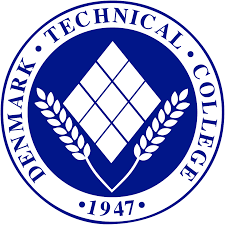 DENMARK · TECHNICAL · COLLEGE
· 1947 ·